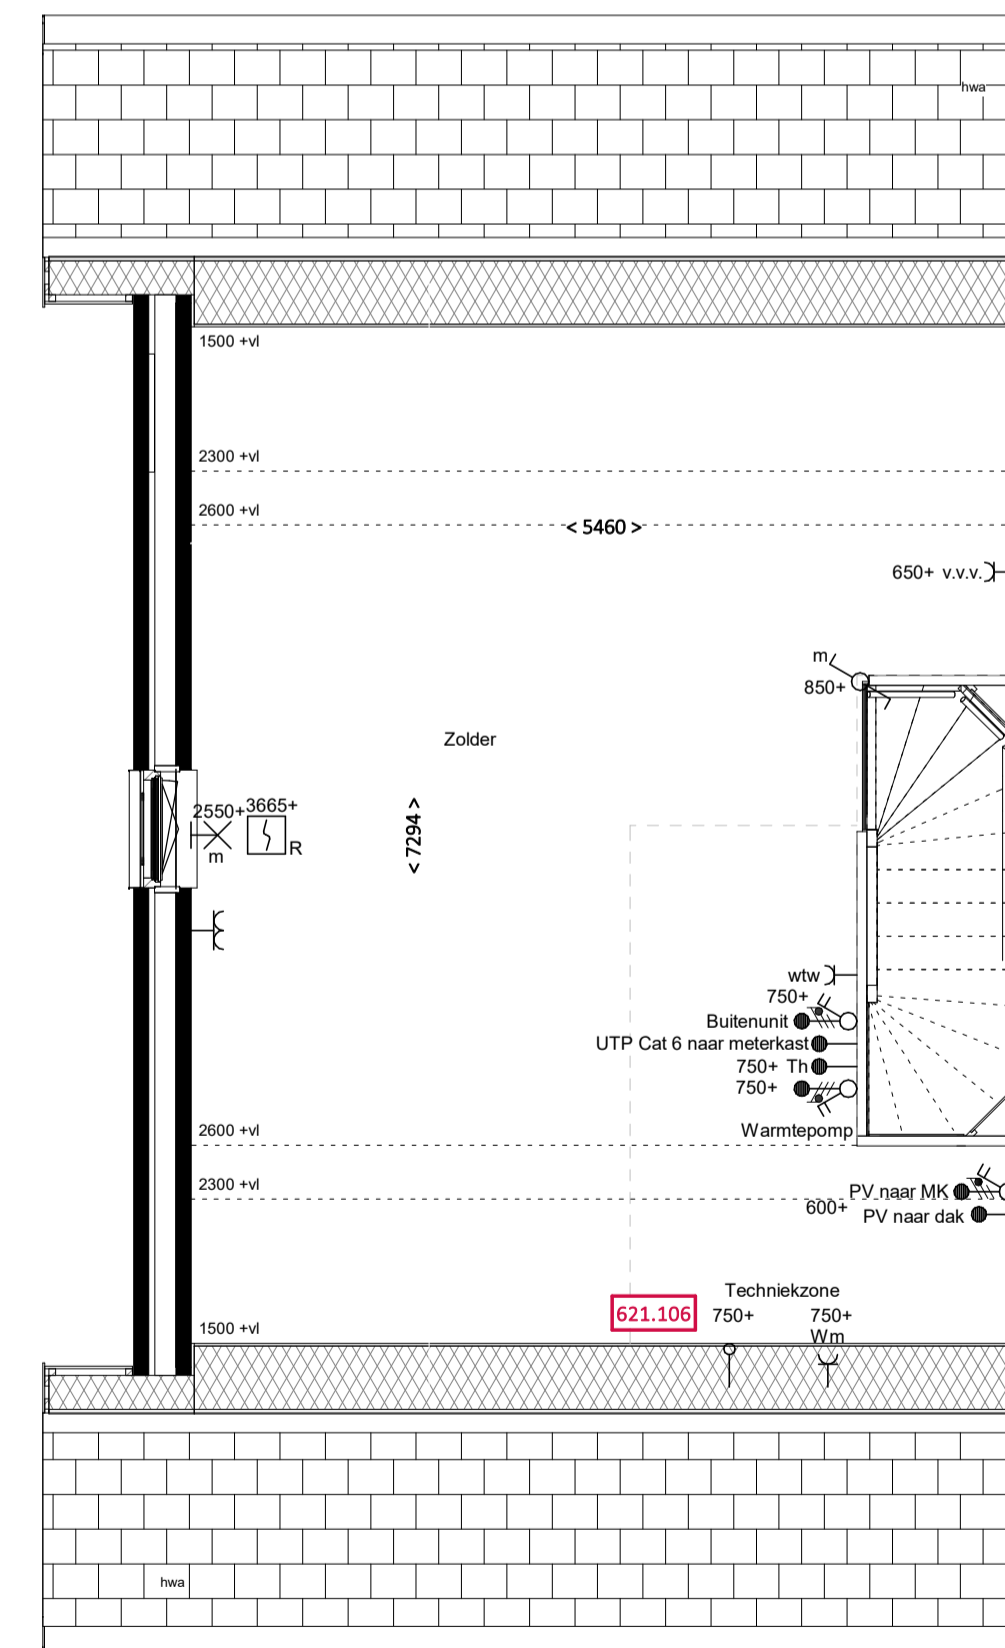 hwa
1500 +vl
2300 +vl
2600 +vl
< 5460 >
650+ v.v.v.
m
850+
Zolder
2550+ 3665+
m
R
< 7294 >
wtw
750+
Buitenunit
UTP Cat 6 naar meterkast
750+ Th
750+
2600 +vl
Warmtepomp
2300 +vl
PV naar MK
600+
PV naar dak
Techniekzone
621.106
750+
750+
1500 +vl
Wm
hwa